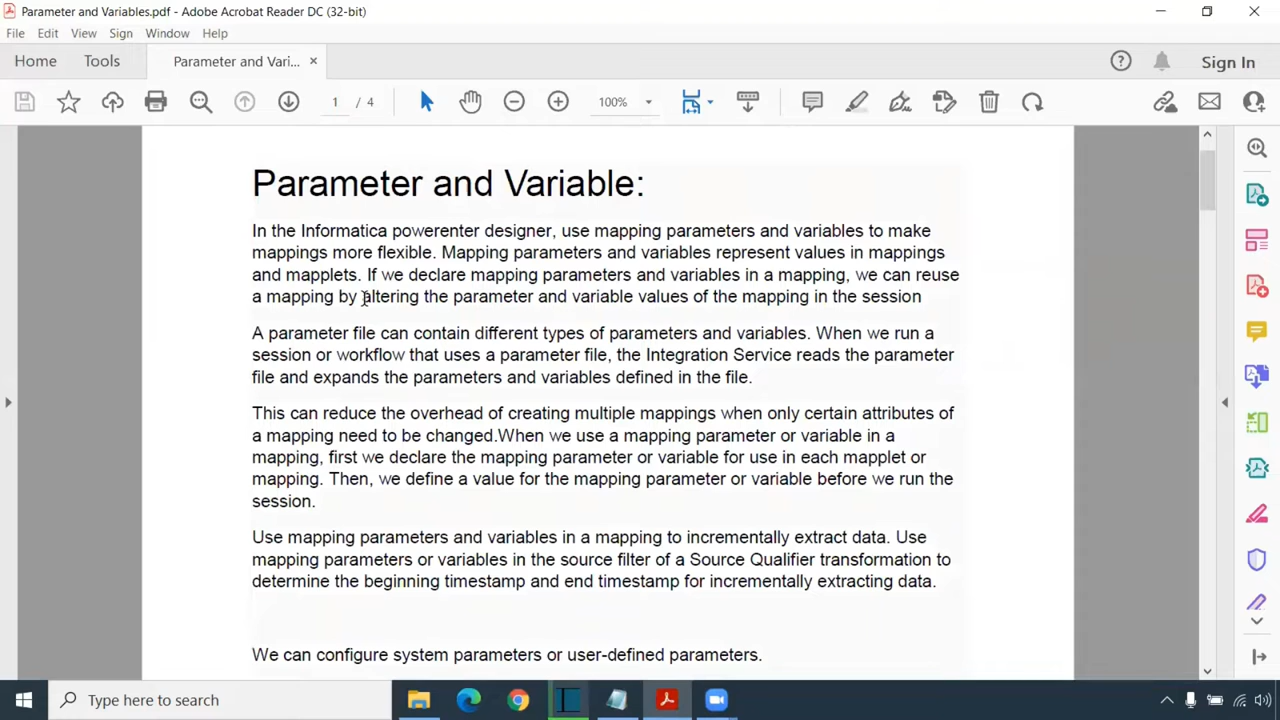 Parameter and Variables.pdf - Adobe Acrobat Reader DC (32-bit)
File Edit View Sign Window Help
Home Tools Parameter and Vari... × Sign In
1 / 4 100%
Parameter and Variable:
In the Informatica powerenter designer, use mapping parameters and variables to make
mappings more flexible. Mapping parameters and variables represent values in mappings
and mapplets. If we declare mapping parameters and variables in a mapping, we can reuse
a mapping by altering the parameter and variable values of the mapping in the session
A parameter file can contain different types of parameters and variables. When we run a
session or workflow that uses a parameter file, the Integration Service reads the parameter
file and expands the parameters and variables defined in the file.
This can reduce the overhead of creating multiple mappings when only certain attributes of
a mapping need to be changed.When we use a mapping parameter or variable in a
mapping, first we declare the mapping parameter or variable for use in each mapplet or
mapping. Then, we define a value for the mapping parameter or variable before we run the
session.
Use mapping parameters and variables in a mapping to incrementally extract data. Use
mapping parameters or variables in the source filter of a Source Qualifier transformation to
determine the beginning timestamp and end timestamp for incrementally extracting data.
We can configure system parameters or user-defined parameters.
Type here to search